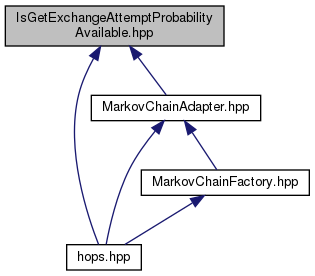 IsGetExchangeAttemptProbability
Available.hpp
MarkovChainAdapter.hpp
MarkovChainFactory.hpp
hops.hpp